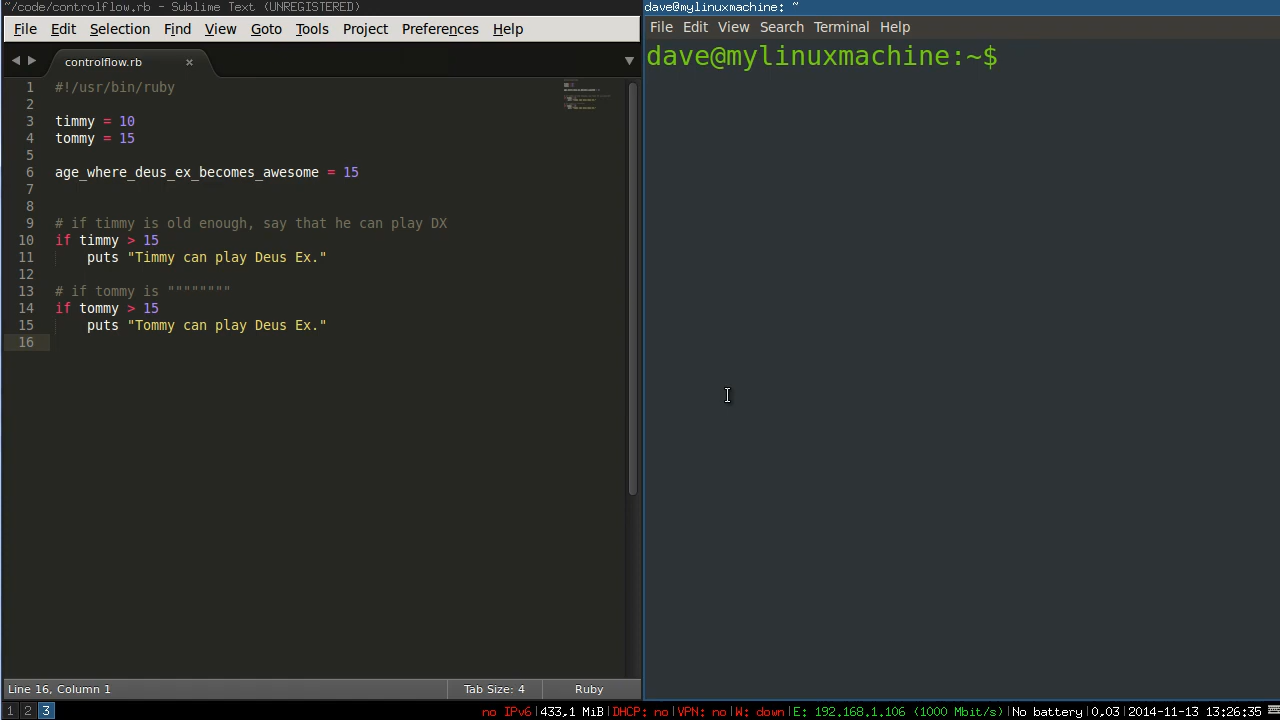 ~/code/controlflow.rb - Sublime Text (UNREGISTERED)
File Edit Selection Find View Goto Tools Project Preferences Help
controlflow.rb ×
1 #!/usr/bin/ruby
2
3 timmy = 10
4 tommy = 15
5
6 age_where_deus_ex_becomes_awesome = 15
7
8
9 # if timmy is old enough, say that he can play DX
10 if timmy > 15
11 puts "Timmy can play Deus Ex."
12
13 # if tommy is """"""""
14 if tommy > 15
15 puts "Tommy can play Deus Ex."
16
Line 16, Column 1 Tab Size: 4 Ruby
dave@mylinuxmachine: ~
File Edit View Search Terminal Help
dave@mylinuxmachine:~$
1 2 3 no IPv6|433,1 MiB|DHCP: no|VPN: no|W: down|E: 192.168.1.106 (1000 Mbit/s)|No battery|0,03|2014-11-13 13:26:35